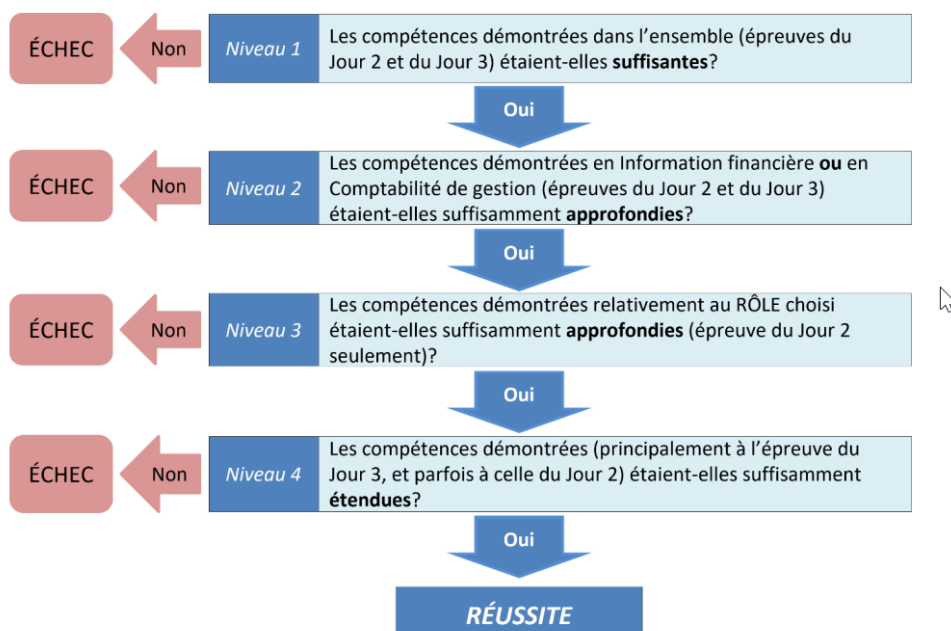 ÉCHEC
Non
Niveau 1
Les compétences démontrées dans l’ensemble (épreuves du
Jour 2 et du Jour 3) étaient-elles suffisantes?
Oui
ÉCHEC
Non
Niveau 2
Les compétences démontrées en Information financière ou en
Comptabilité de gestion (épreuves du Jour 2 et du Jour 3)
étaient-elles suffisamment approfondies?
Oui
ÉCHEC
Non
Niveau 3
Les compétences démontrées relativement au RÔLE choisi
étaient-elles suffisamment approfondies (épreuve du Jour 2
seulement)?
Oui
ÉCHEC
Non
Niveau 4
Les compétences démontrées (principalement à l’épreuve du
Jour 3, et parfois à celle du Jour 2) étaient-elles suffisamment
étendues?
Oui
RÉUSSITE